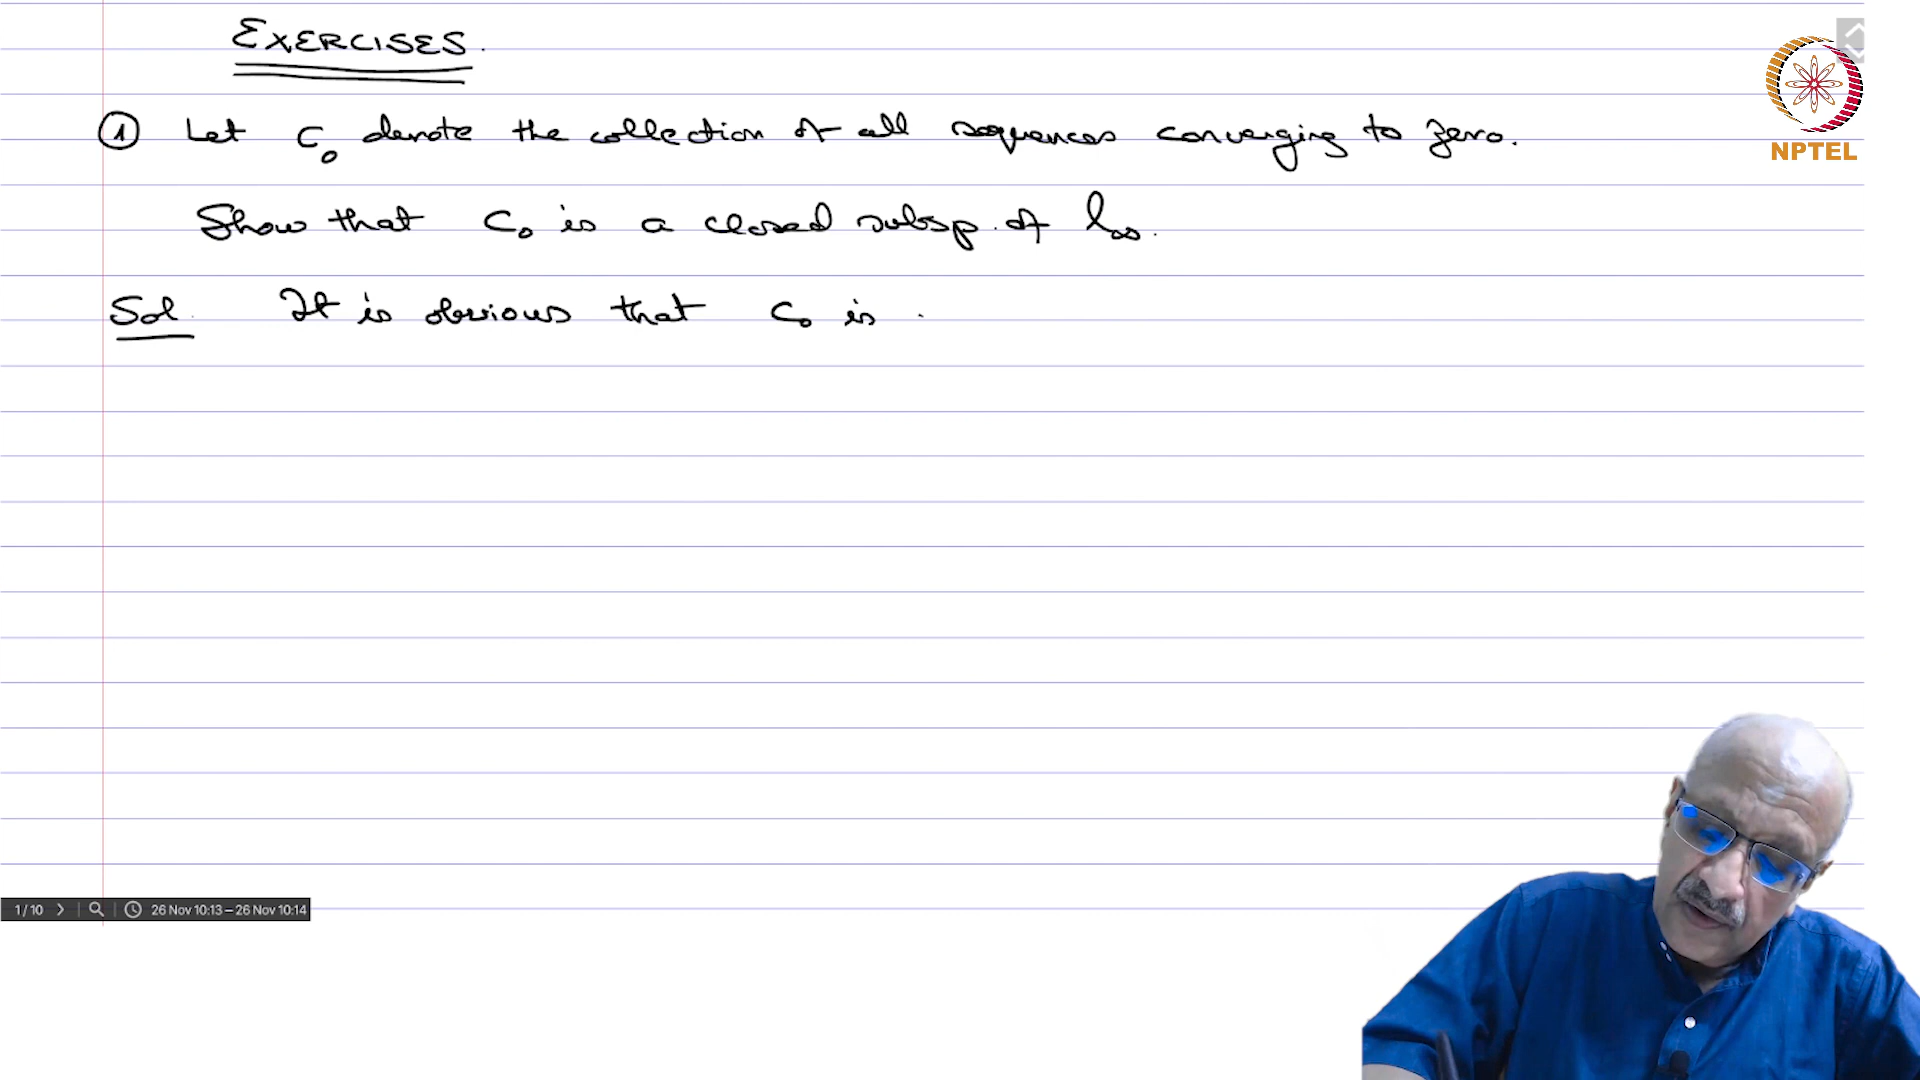 EXERCISES.
① Let c₀ denote the collection of all sequences converging to zero.
Show that c₀ is a closed subsp. of l∞.
Sol. It is obvious that c₀ is .
NPTEL
1/10 26 Nov 10:13 – 26 Nov 10:14